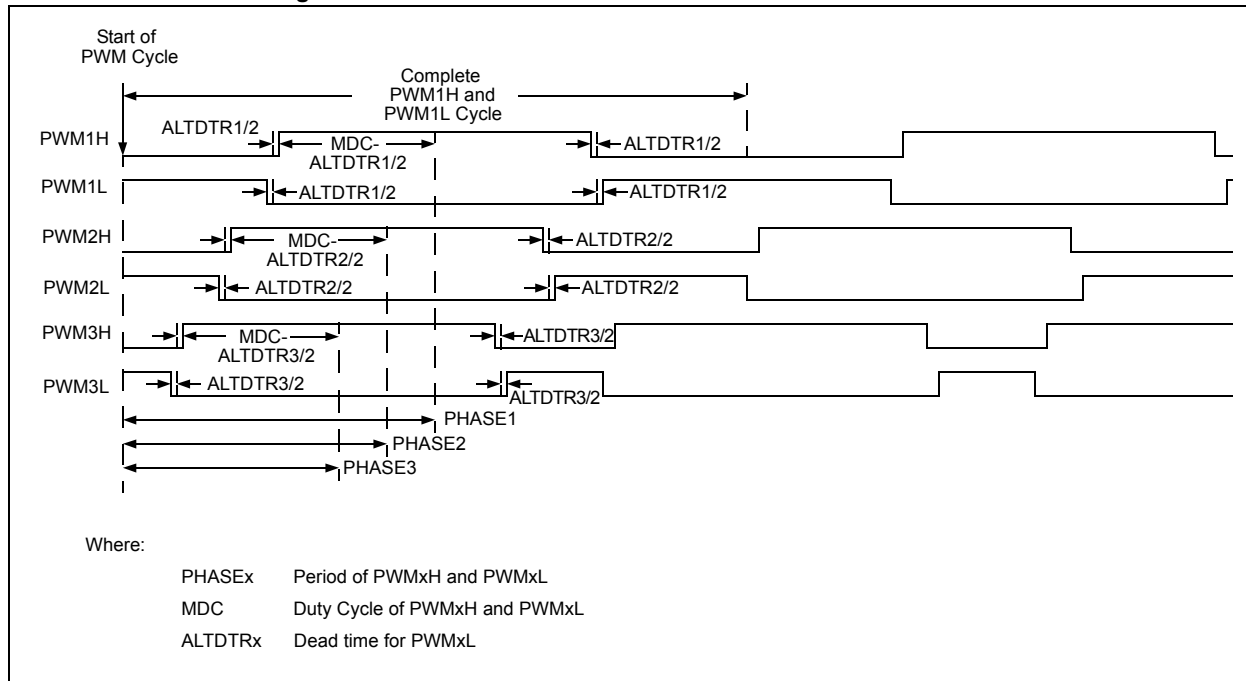 Start of
PWM Cycle
Complete
PWM1H and
PWM1L Cycle
PWM1H
ALTDTR1/2
MDC-
ALTDTR1/2
ALTDTR1/2
PWM1L
ALTDTR1/2
ALTDTR1/2
PWM2H
MDC-
ALTDTR2/2
ALTDTR2/2
PWM2L
ALTDTR2/2
ALTDTR2/2
PWM3H
MDC-
ALTDTR3/2
ALTDTR3/2
PWM3L
ALTDTR3/2
ALTDTR3/2
PHASE1
PHASE2
PHASE3
Where:
PHASEx Period of PWMxH and PWMxL
MDC Duty Cycle of PWMxH and PWMxL
ALTDTRx Dead time for PWMxL